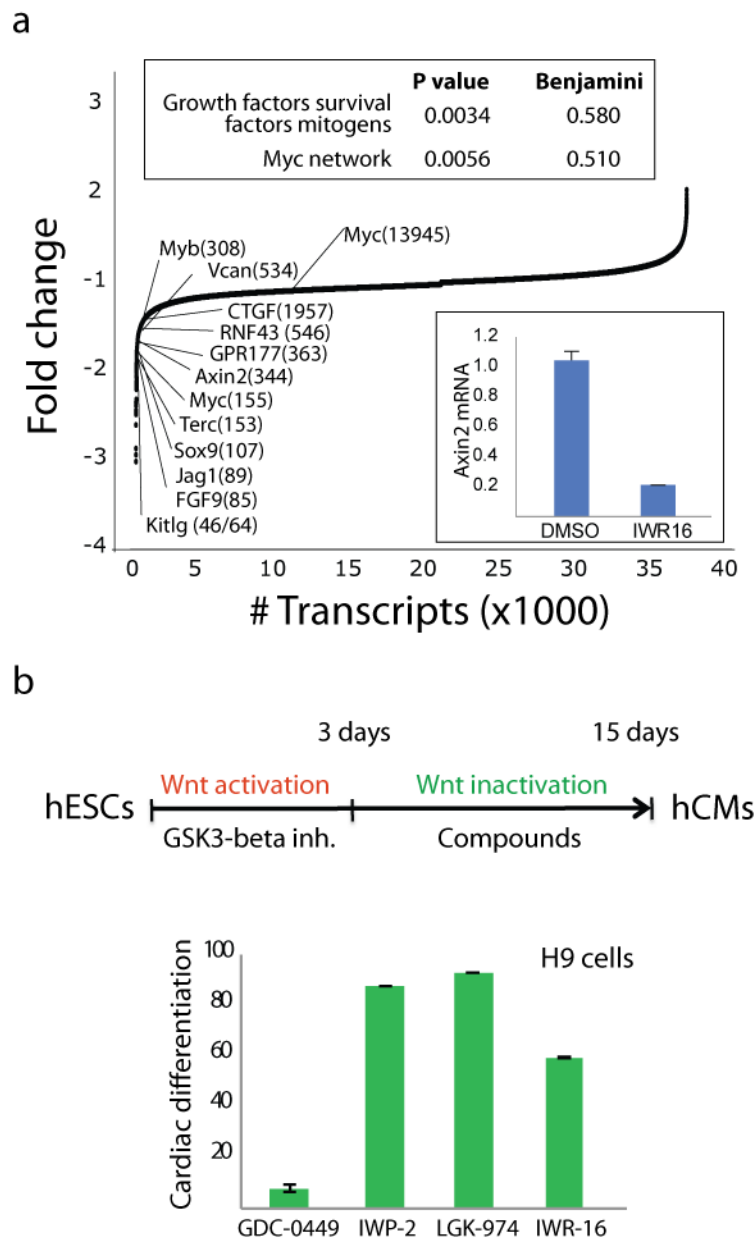 a
P value Benjamini
Growth factors survival
factors mitogens 0.0034 0.580
Myc network 0.0056 0.510
Fold change
3
2
-1
-2
-3
-4
Myc(13945)
Myb(308)
Vcan(534)
CTGF(1957)
RNF43 (546)
GPR177(363)
Axin2(344)
Myc(155)
Terc(153)
Sox9(107)
Jag1(89)
FGF9(85)
Kitlg (46/64)
Axin2 mRNA
1.2
1.0
0.8
0.6
0.4
0.2
DMSO IWR16
0 5 10 15 20 25 30 35 40
# Transcripts (x1000)
b
3 days 15 days
Wnt activation Wnt inactivation
hESCs hCMs
GSK3-beta inh. Compounds
Cardiac differentiation
100
80
60
40
20
H9 cells
GDC-0449 IWP-2 LGK-974 IWR-16